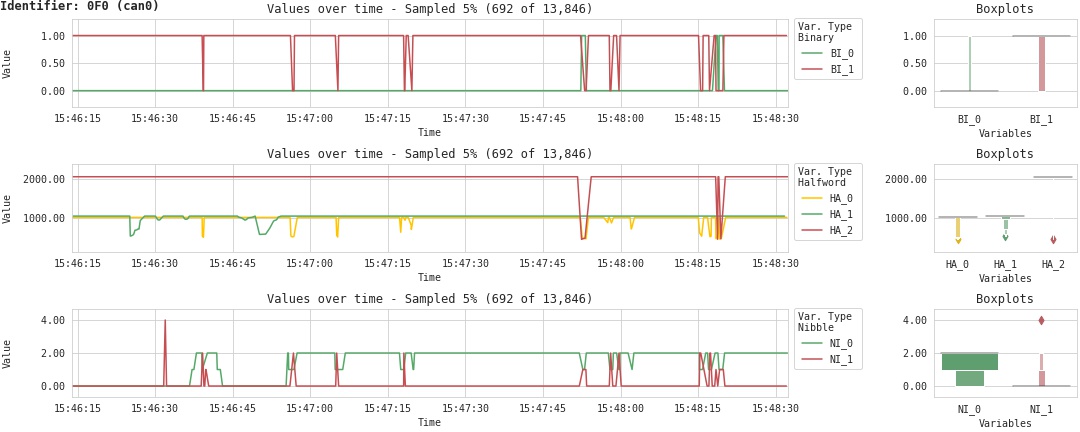 Identifier: 0F0 (can0)
Values over time - Sampled 5% (692 of 13,846)
Boxplots
Value
1.00
0.50
0.00
15:46:15 15:46:30 15:46:45 15:47:00 15:47:15 15:47:30 15:47:45 15:48:00 15:48:15 15:48:30
Time
Var. Type
Binary
BI_0
BI_1
1.00
0.50
0.00
BI_0 BI_1
Variables
Values over time - Sampled 5% (692 of 13,846)
Boxplots
Value
2000.00
1000.00
15:46:15 15:46:30 15:46:45 15:47:00 15:47:15 15:47:30 15:47:45 15:48:00 15:48:15 15:48:30
Time
Var. Type
Halfword
HA_0
HA_1
HA_2
2000.00
1000.00
HA_0 HA_1 HA_2
Variables
Values over time - Sampled 5% (692 of 13,846)
Boxplots
Value
4.00
2.00
0.00
15:46:15 15:46:30 15:46:45 15:47:00 15:47:15 15:47:30 15:47:45 15:48:00 15:48:15 15:48:30
Time
Var. Type
Nibble
NI_0
NI_1
4.00
2.00
0.00
NI_0 NI_1
Variables